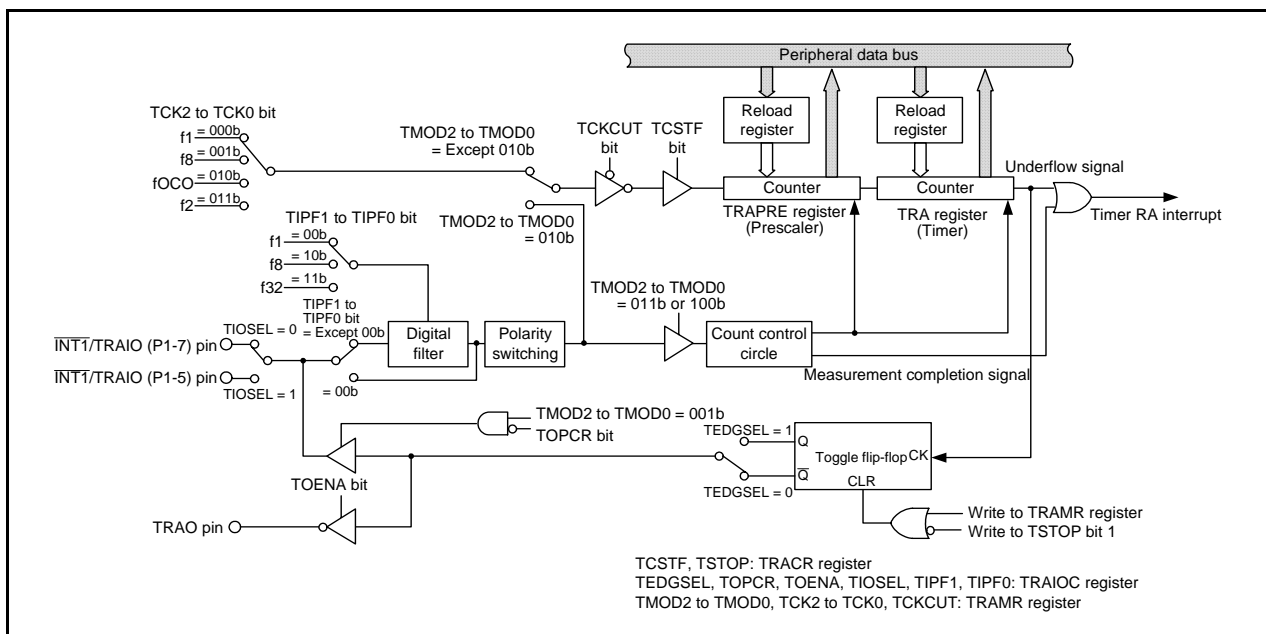 Peripheral data bus
TCK2 to TCK0 bit
f1 = 000b
f8 = 001b
fOCO = 010b
f2 = 011b
TMOD2 to TMOD0
= Except 010b
TCKCUT
bit
TCSTF
bit
Reload
register
Reload
register
Counter
Counter
TRAPRE register
(Prescaler)
TRA register
(Timer)
Underflow signal
Timer RA interrupt
TMOD2 to TMOD0
= 010b
TIPF1 to TIPF0 bit
f1 = 00b
f8 = 10b
f32 = 11b
TIPF1 to
TIPF0 bit
= Except 00b
= 00b
TMOD2 to TMOD0
= 011b or 100b
Digital
filter
Polarity
switching
Count control
circle
Measurement completion signal
TIOSEL = 0
INT1/TRAIO (P1-7) pin
INT1/TRAIO (P1-5) pin
TIOSEL = 1
TMOD2 to TMOD0 = 001b
TOPCR bit
TEDGSEL = 1
TEDGSEL = 0
Q
Q
Toggle flip-flop
CK
CLR
TOENA bit
TRAO pin
Write to TRAMR register
Write to TSTOP bit 1
TCSTF, TSTOP: TRACR register
TEDGSEL, TOPCR, TOENA, TIOSEL, TIPF1, TIPF0: TRAIOC register
TMOD2 to TMOD0, TCK2 to TCK0, TCKCUT: TRAMR register